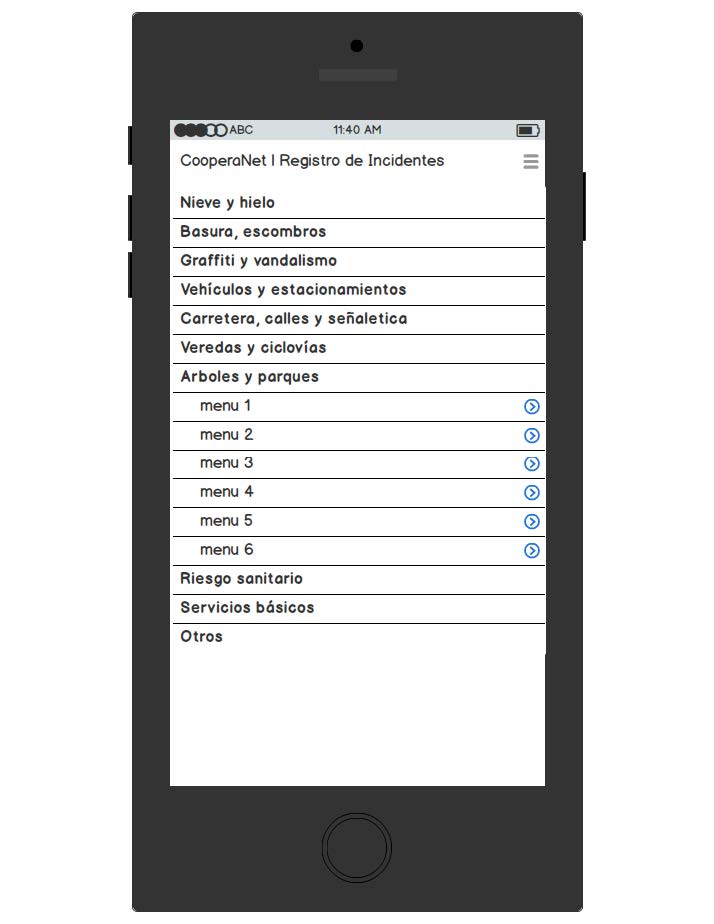 ABC 11:40 AM
CooperaNet | Registro de Incidentes
Nieve y hielo
Basura, escombros
Graffiti y vandalismo
Vehículos y estacionamientos
Carretera, calles y señaletica
Veredas y ciclovías
Arboles y parques
menu 1
menu 2
menu 3
menu 4
menu 5
menu 6
Riesgo sanitario
Servicios básicos
Otros